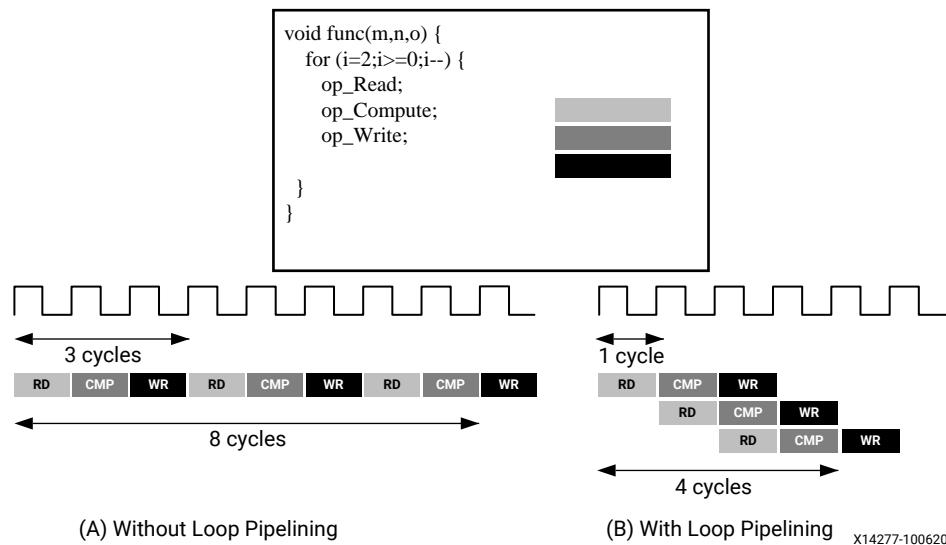 void func(m,n,o) {
for (i=2;i>=0;i--) {
op_Read;
op_Compute;
op_Write;
}
}
3 cycles
1 cycle
RD CMP WR RD CMP WR RD CMP WR
RD CMP WR
RD CMP WR
RD CMP WR
8 cycles
4 cycles
(A) Without Loop Pipelining
(B) With Loop Pipelining
X14277-100620